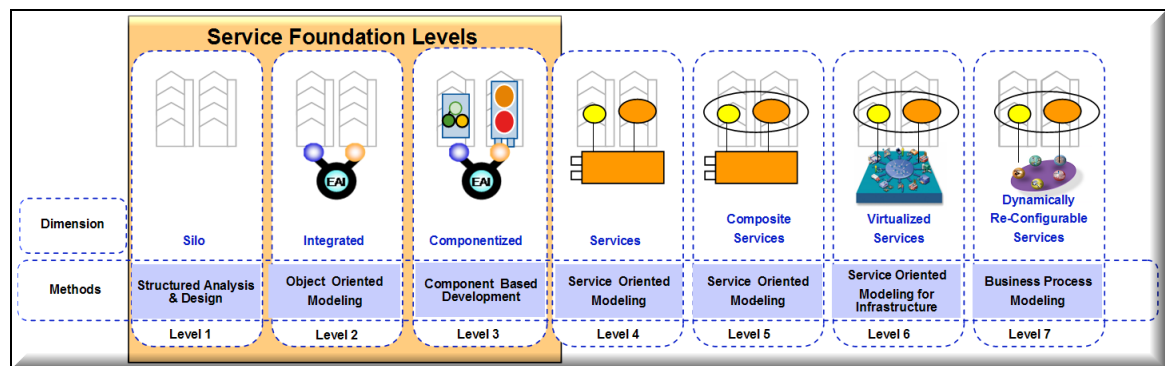 Service Foundation Levels
EAI
EAI
Dimension
Silo
Integrated
Componentized
Services
Composite
Services
Virtualized
Services
Dynamically
Re-Configurable
Services
Methods
Structured Analysis
& Design
Object Oriented
Modeling
Component Based
Development
Service Oriented
Modeling
Service Oriented
Modeling
Service Oriented
Modeling for
Infrastructure
Business Process
Modeling
Level 1
Level 2
Level 3
Level 4
Level 5
Level 6
Level 7